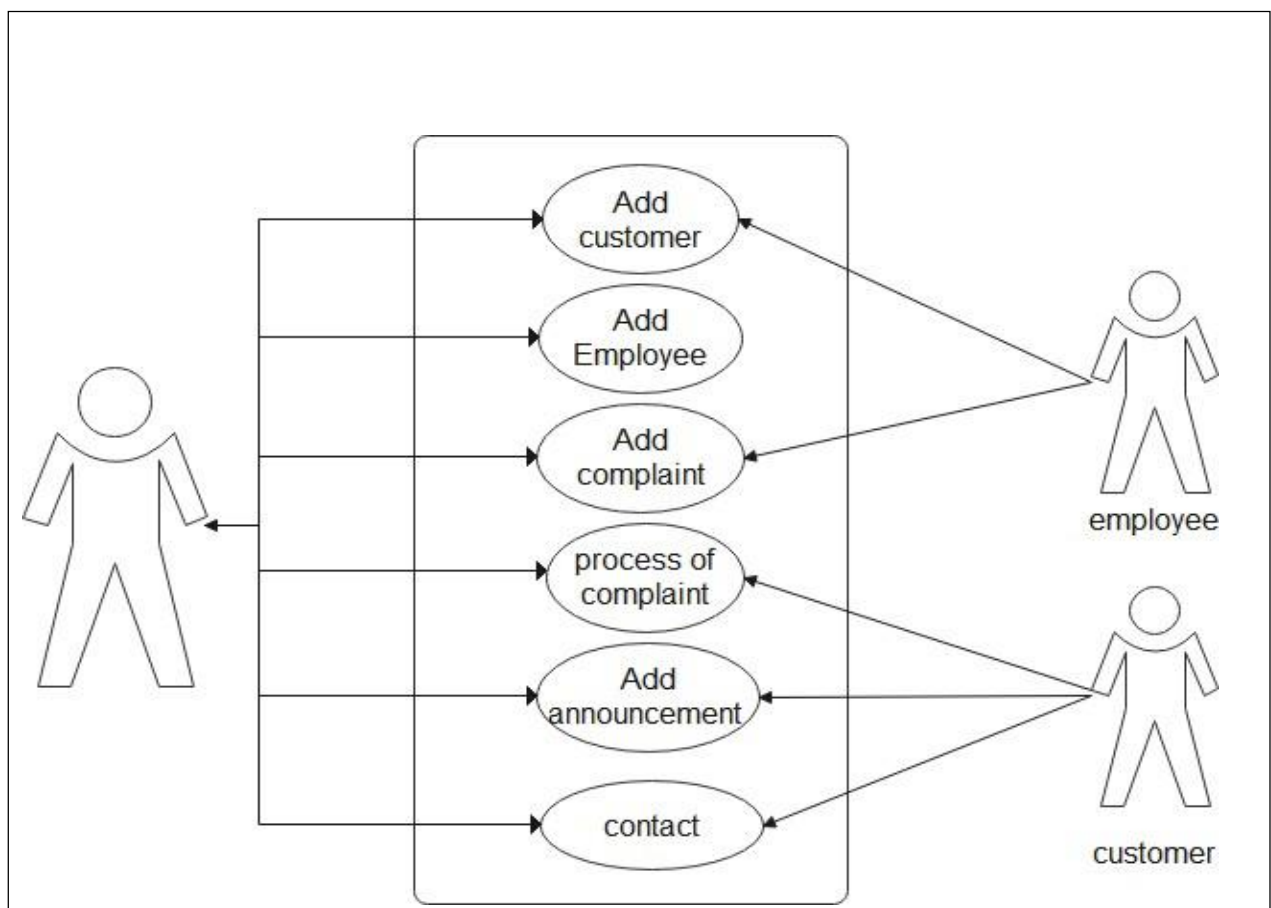 Add
customer
Add
Employee
Add
complaint
process of
complaint
Add
announcement
contact
employee
customer